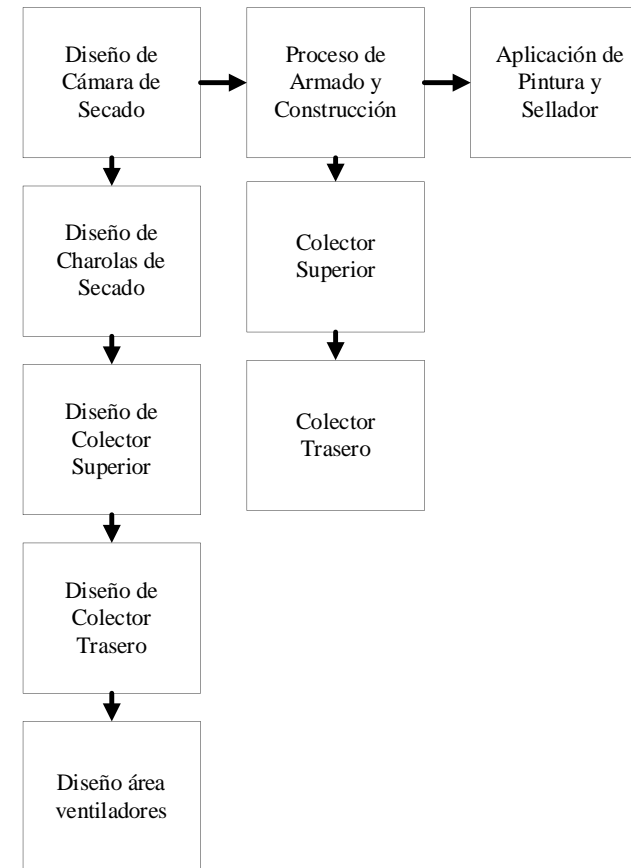 Diseño de
Cámara de
Secado
Proceso de
Armado y
Construcción
Aplicación de
Pintura y
Sellador
Diseño de
Charolas de
Secado
Colector
Superior
Diseño de
Colector
Superior
Colector
Trasero
Diseño de
Colector
Trasero
Diseño área
ventiladores